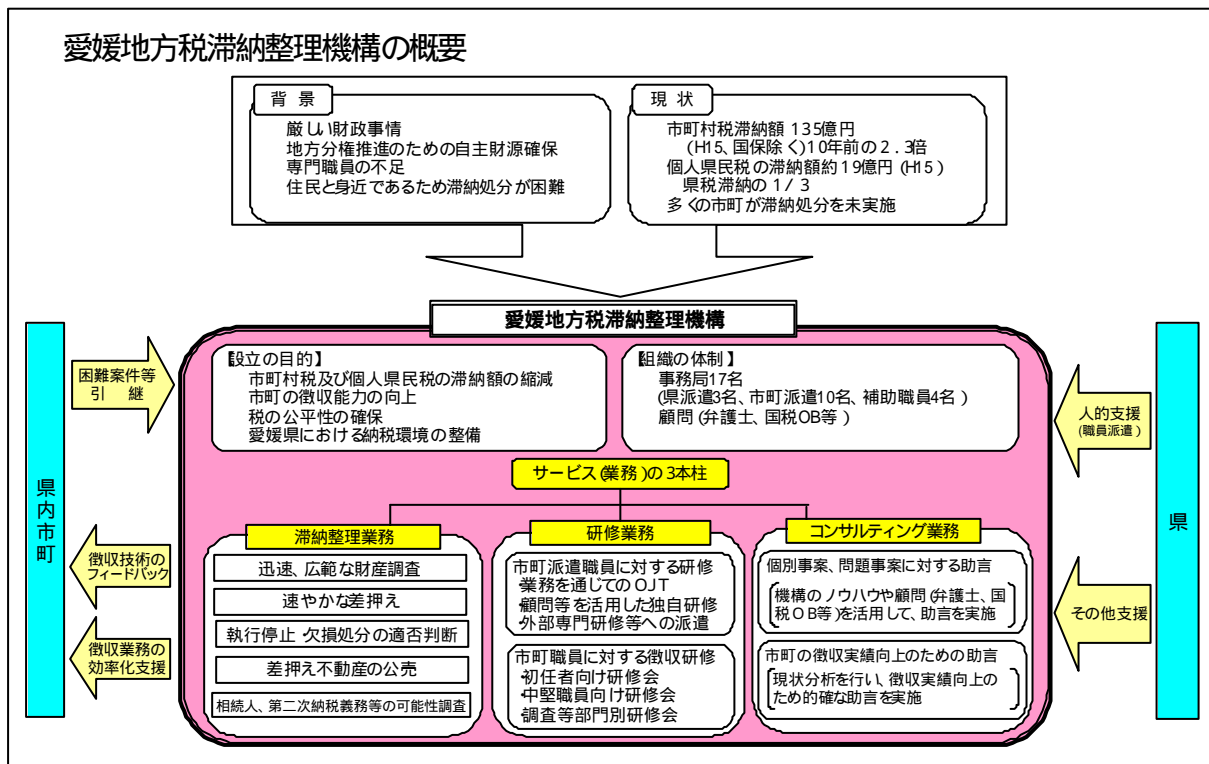 愛媛地方税滞納整理機構の概要
背 景
厳しい財政事情
地方分権推進のための自主財源確保
専門職員の不足
住民と身近であるため滞納処分が困難
現 状
市町村税滞納額 135億円
(H15、国保除く)10年前の2.3倍
個人県民税の滞納額約19億円(H15)
県税滞納の1/3
多くの市町が滞納処分を未実施
愛媛地方税滞納整理機構
県内市町
困難案件等
引 継
徴収技術の
フィードバック
徴収業務の
効率化支援
【設立の目的】
市町村税及び個人県民税の滞納額の縮減
市町の徴収能力の向上
税の公平性の確保
愛媛県における納税環境の整備
【組織の体制】
事務局17名
(県派遣3名、市町派遣10名、補助職員4名)
顧問(弁護士、国税OB等)
サービス(業務)の3本柱
滞納整理業務
迅速、広範な財産調査
速やかな差押え
執行停止・欠損処分の適否判断
差押え不動産の公売
相続人、第二次納税義務等の可能性調査
研修業務
市町派遣職員に対する研修
・業務を通じてのOJT
・顧問等を活用した独自研修
・外部専門研修等への派遣
市町職員に対する徴収研修
・初任者向け研修会
・中堅職員向け研修会
・調査等部門別研修会
コンサルティング業務
個別事案、問題事案に対する助言
機構のノウハウや顧問(弁護士、国
税OB等)を活用して、助言を実施
市町の徴収実績向上のための助言
現状分析を行い、徴収実績向上の
ため的確な助言を実施
人的支援
(職員派遣)
その他支援
県